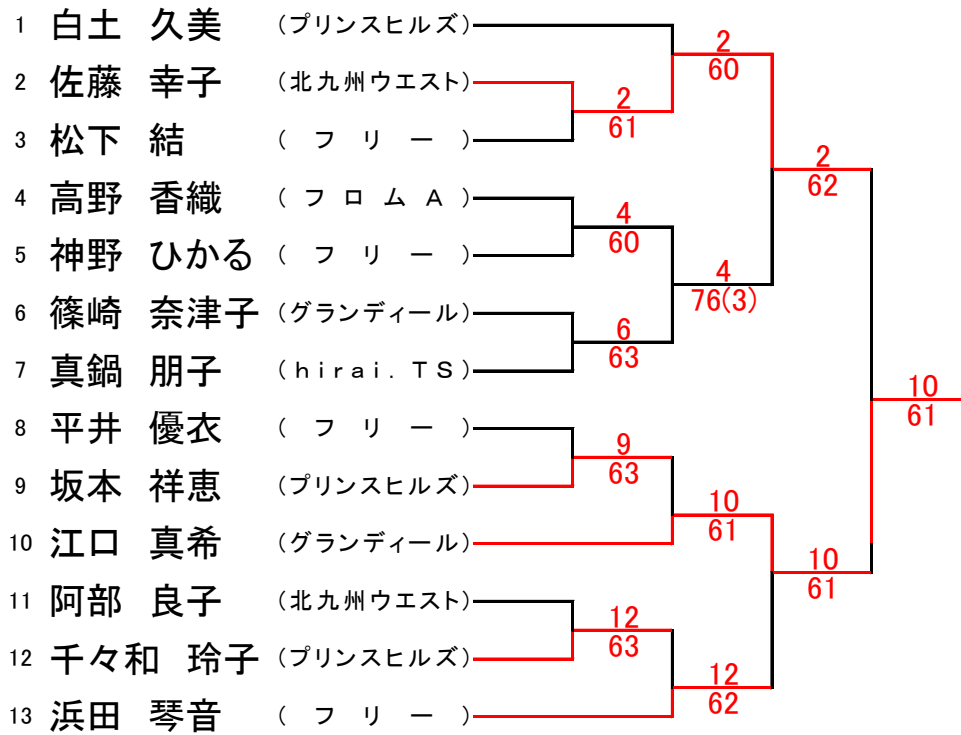 1 白土 久美 (プリンスヒルズ)
2
60
2 佐藤 幸子 (北九州ウエスト)
2
61
3 松下 結 ( フ リ ー )
2
62
4 高野 香織 ( フ ロ ム A )
4
60
5 神野 ひかる ( フ リ ー )
4
76(3)
6 篠崎 奈津子 (グランディール)
6
63
7 真鍋 朋子 (hirai. TS)
10
61
8 平井 優衣 ( フ リ ー )
9
63
9 坂本 祥恵 (プリンスヒルズ)
10
61
10 江口 真希 (グランディール)
10
61
11 阿部 良子 (北九州ウエスト)
12
63
12 千々和 玲子 (プリンスヒルズ)
12
62
13 浜田 琴音 ( フ リ ー )